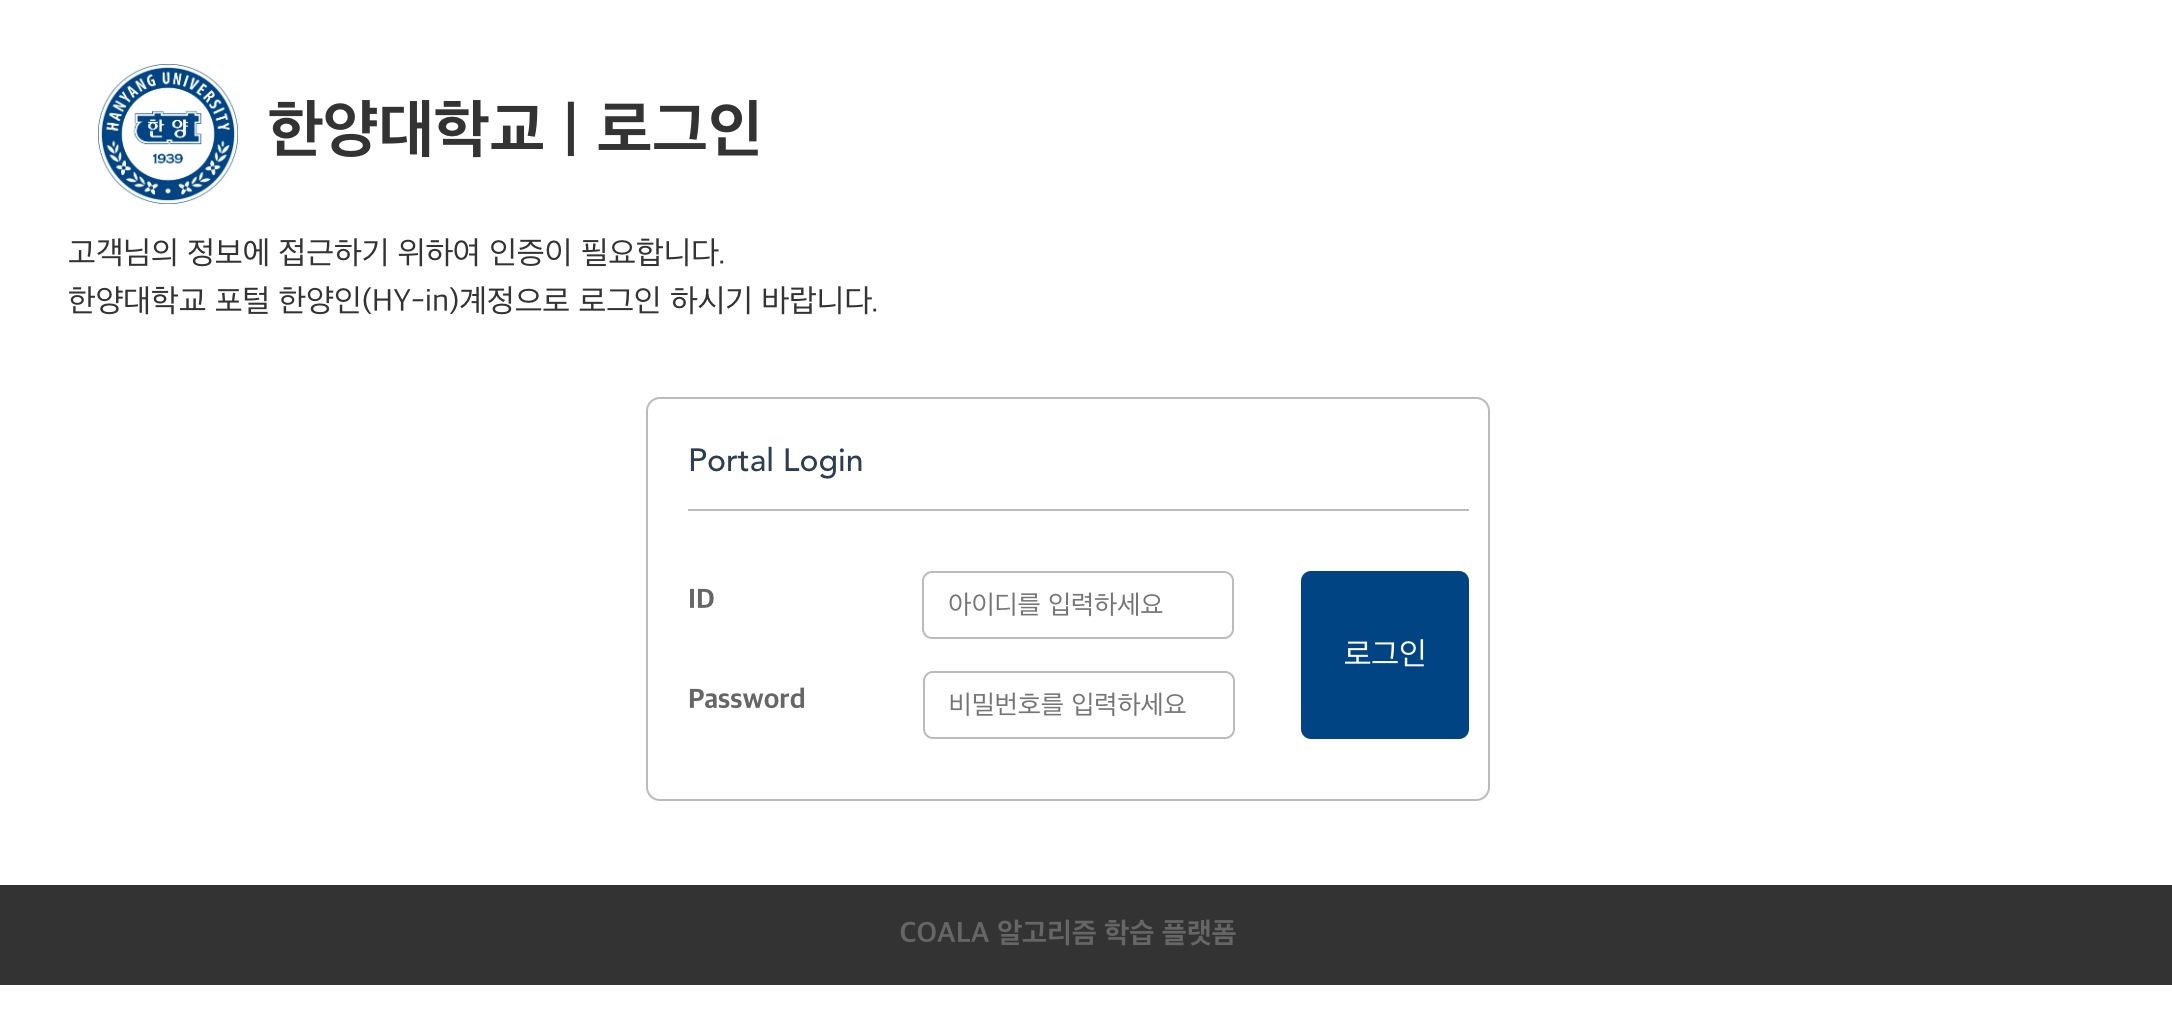 HANYANG UNIVERSITY
한양
1939
한양대학교 | 로그인
고객님의 정보에 접근하기 위하여 인증이 필요합니다.
한양대학교 포털 한양인(HY-in)계정으로 로그인 하시기 바랍니다.
Portal Login
ID
아이디를 입력하세요
Password
비밀번호를 입력하세요
로그인
COALA 알고리즘 학습 플랫폼